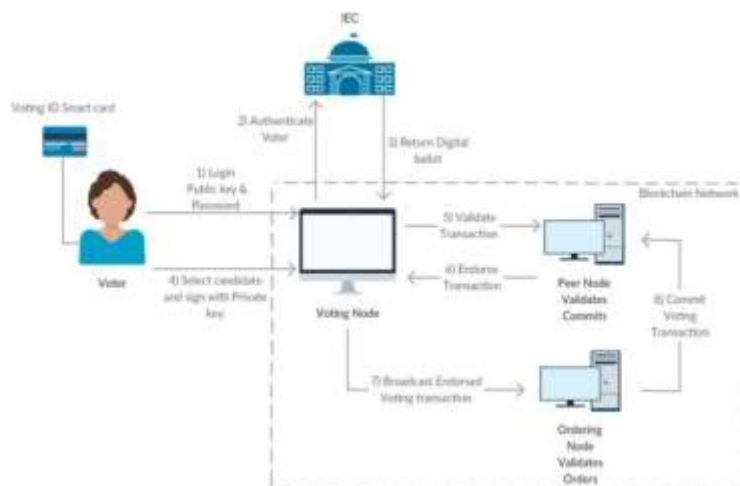 IEC
Voting ID Smart card
2) Authenticate
Voter
3) Return Digital
ballot
1) Login
Public key &
Password
Blockchain Network
5) Validate
Transaction
4) Select candidate
and sign with Private
key.
6) Endorse
Transaction
Voter
Voting Node
Peer Node
Validates
Commits
8) Commit
Voting
Transaction
7) Broadcast Endorsed
Voting transaction
Ordering
Node
Validates
Orders